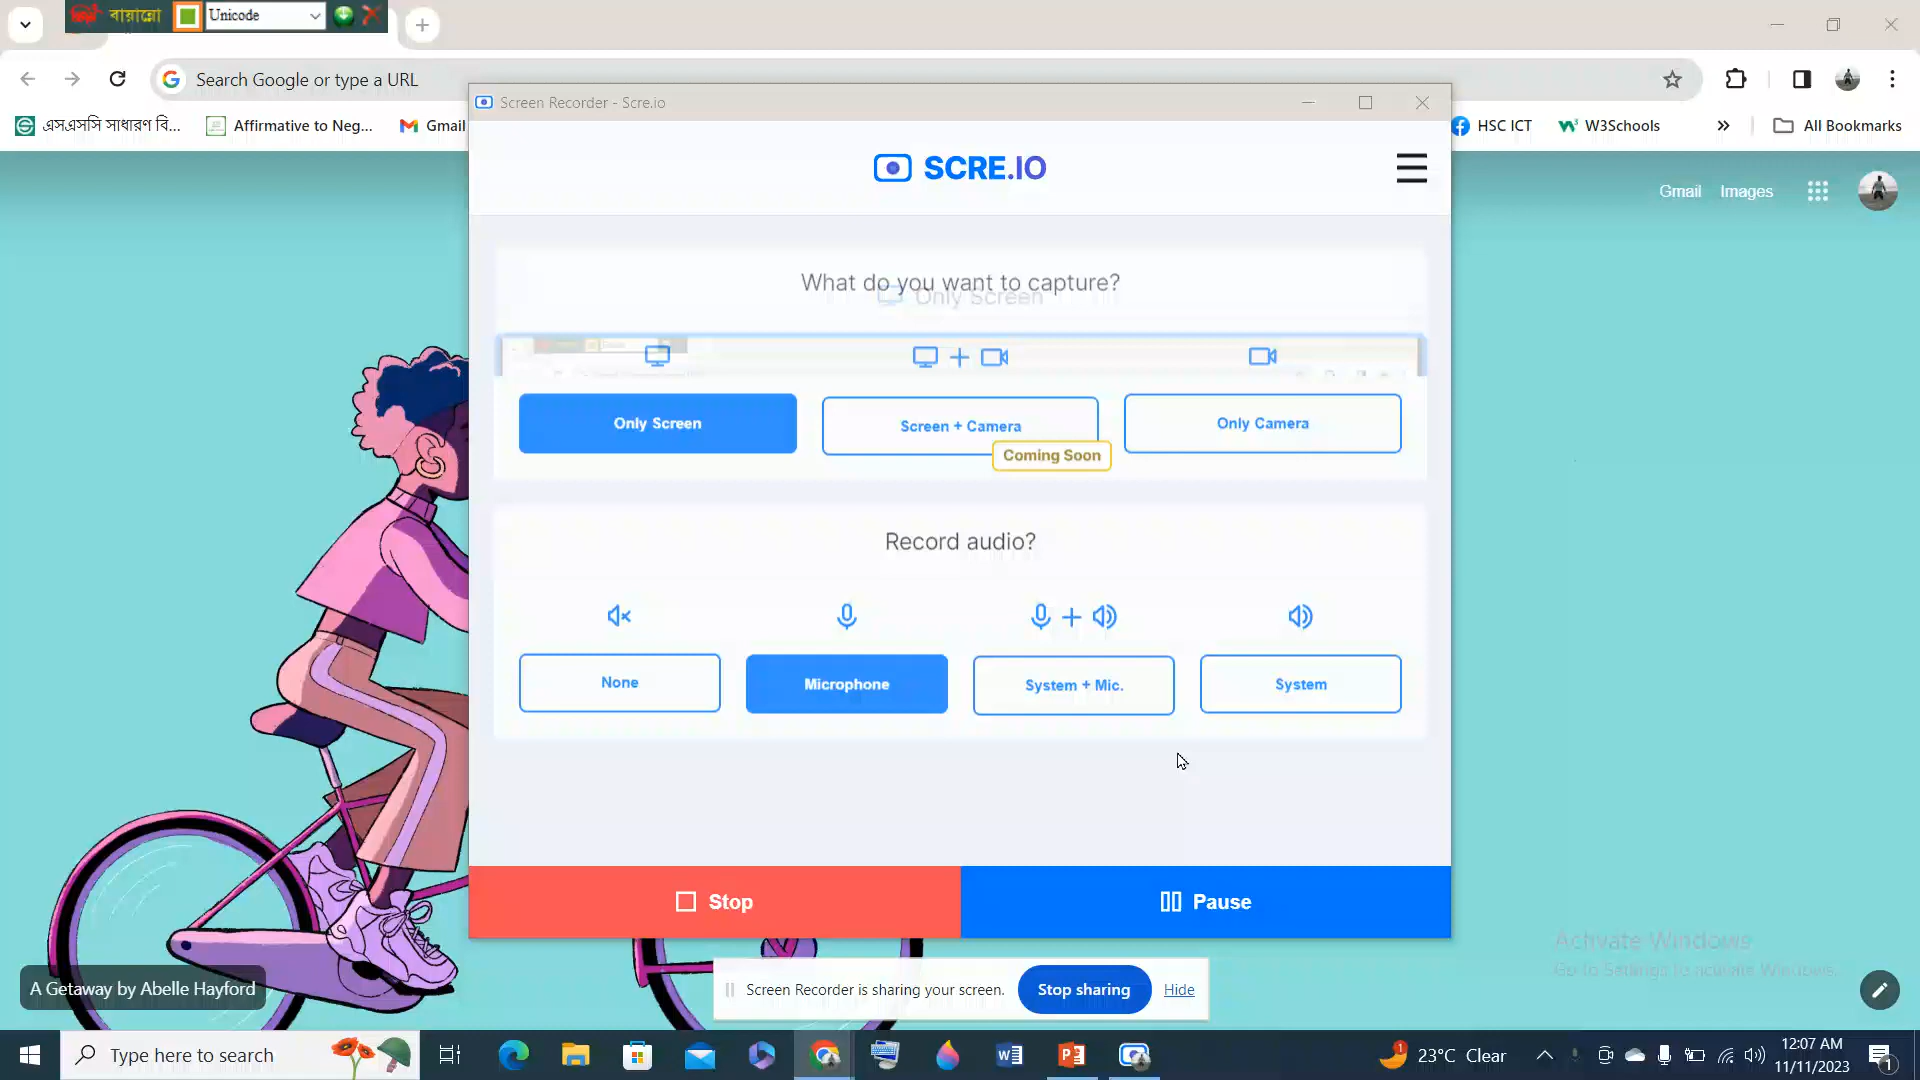 বায়ান্নো
Unicode
Search Google or type a URL
এসএসসি সাধারণ বি...
Affirmative to Neg...
Gmail
HSC ICT
W3Schools
All Bookmarks
Screen Recorder - Scre.io
SCRE.IO
Gmail
Images
What do you want to capture?
Only Screen
Only Screen
Screen + Camera
Only Camera
Coming Soon
Record audio?
None
Microphone
System + Mic.
System
Stop
Pause
Activate Windows
Go to Settings to activate Windows.
A Getaway by Abelle Hayford
Screen Recorder is sharing your screen.
Stop sharing
Hide
Type here to search
23°C Clear
12:07 AM
11/11/2023
1
1